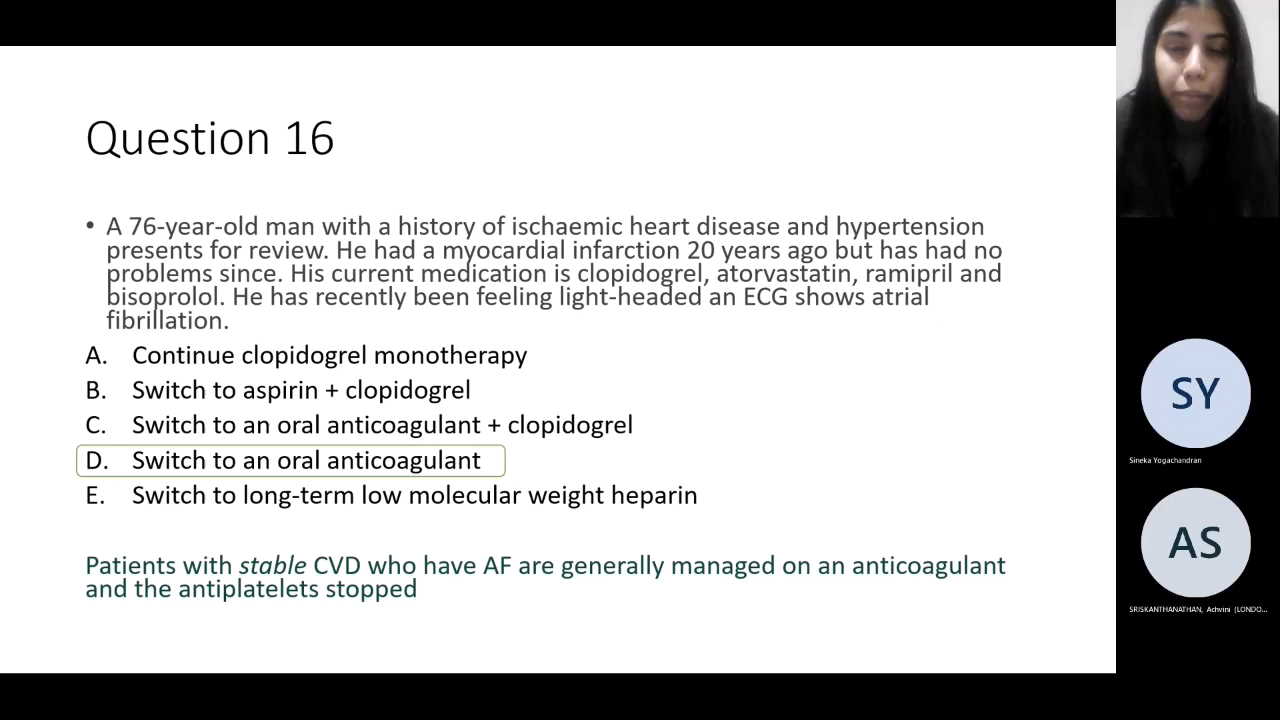 Question 16
• A 76-year-old man with a history of ischaemic heart disease and hypertension
presents for review. He had a myocardial infarction 20 years ago but has had no
problems since. His current medication is clopidogrel, atorvastatin, ramipril and
bisoprolol. He has recently been feeling light-headed an ECG shows atrial
fibrillation.
A. Continue clopidogrel monotherapy
B. Switch to aspirin + clopidogrel
C. Switch to an oral anticoagulant + clopidogrel
D. Switch to an oral anticoagulant
E. Switch to long-term low molecular weight heparin
Patients with stable CVD who have AF are generally managed on an anticoagulant
and the antiplatelets stopped
SY
Sineka Yogachandran
AS
SRISKANTHANATHAN, Achvini (LONDO...